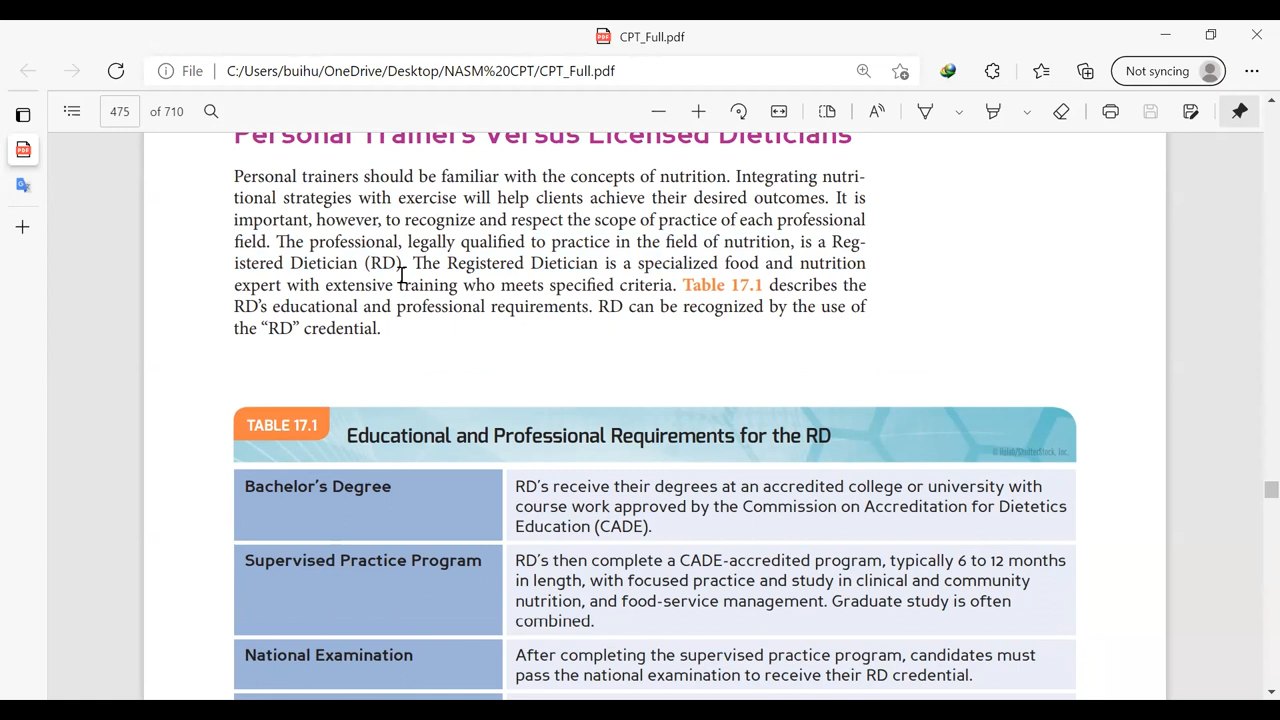 CPT_Full.pdf
File
C:/Users/buihu/OneDrive/Desktop/NASM%20CPT/CPT_Full.pdf
Not syncing
475
of 710
Personal Trainers Versus Licensed Dieticians
Personal trainers should be familiar with the concepts of nutrition. Integrating nutri-
tional strategies with exercise will help clients achieve their desired outcomes. It is
important, however, to recognize and respect the scope of practice of each professional
field. The professional, legally qualified to practice in the field of nutrition, is a Reg-
istered Dietician (RD). The Registered Dietician is a specialized food and nutrition
expert with extensive training who meets specified criteria. Table 17.1 describes the
RD's educational and professional requirements. RD can be recognized by the use of
the “RD” credential.
TABLE 17.1
Educational and Professional Requirements for the RD
Bachelor's Degree
RD's receive their degrees at an accredited college or university with
course work approved by the Commission on Accreditation for Dietetics
Education (CADE).
Supervised Practice Program
RD's then complete a CADE-accredited program, typically 6 to 12 months
in length, with focused practice and study in clinical and community
nutrition, and food-service management. Graduate study is often
combined.
National Examination
After completing the supervised practice program, candidates must
pass the national examination to receive their RD credential.